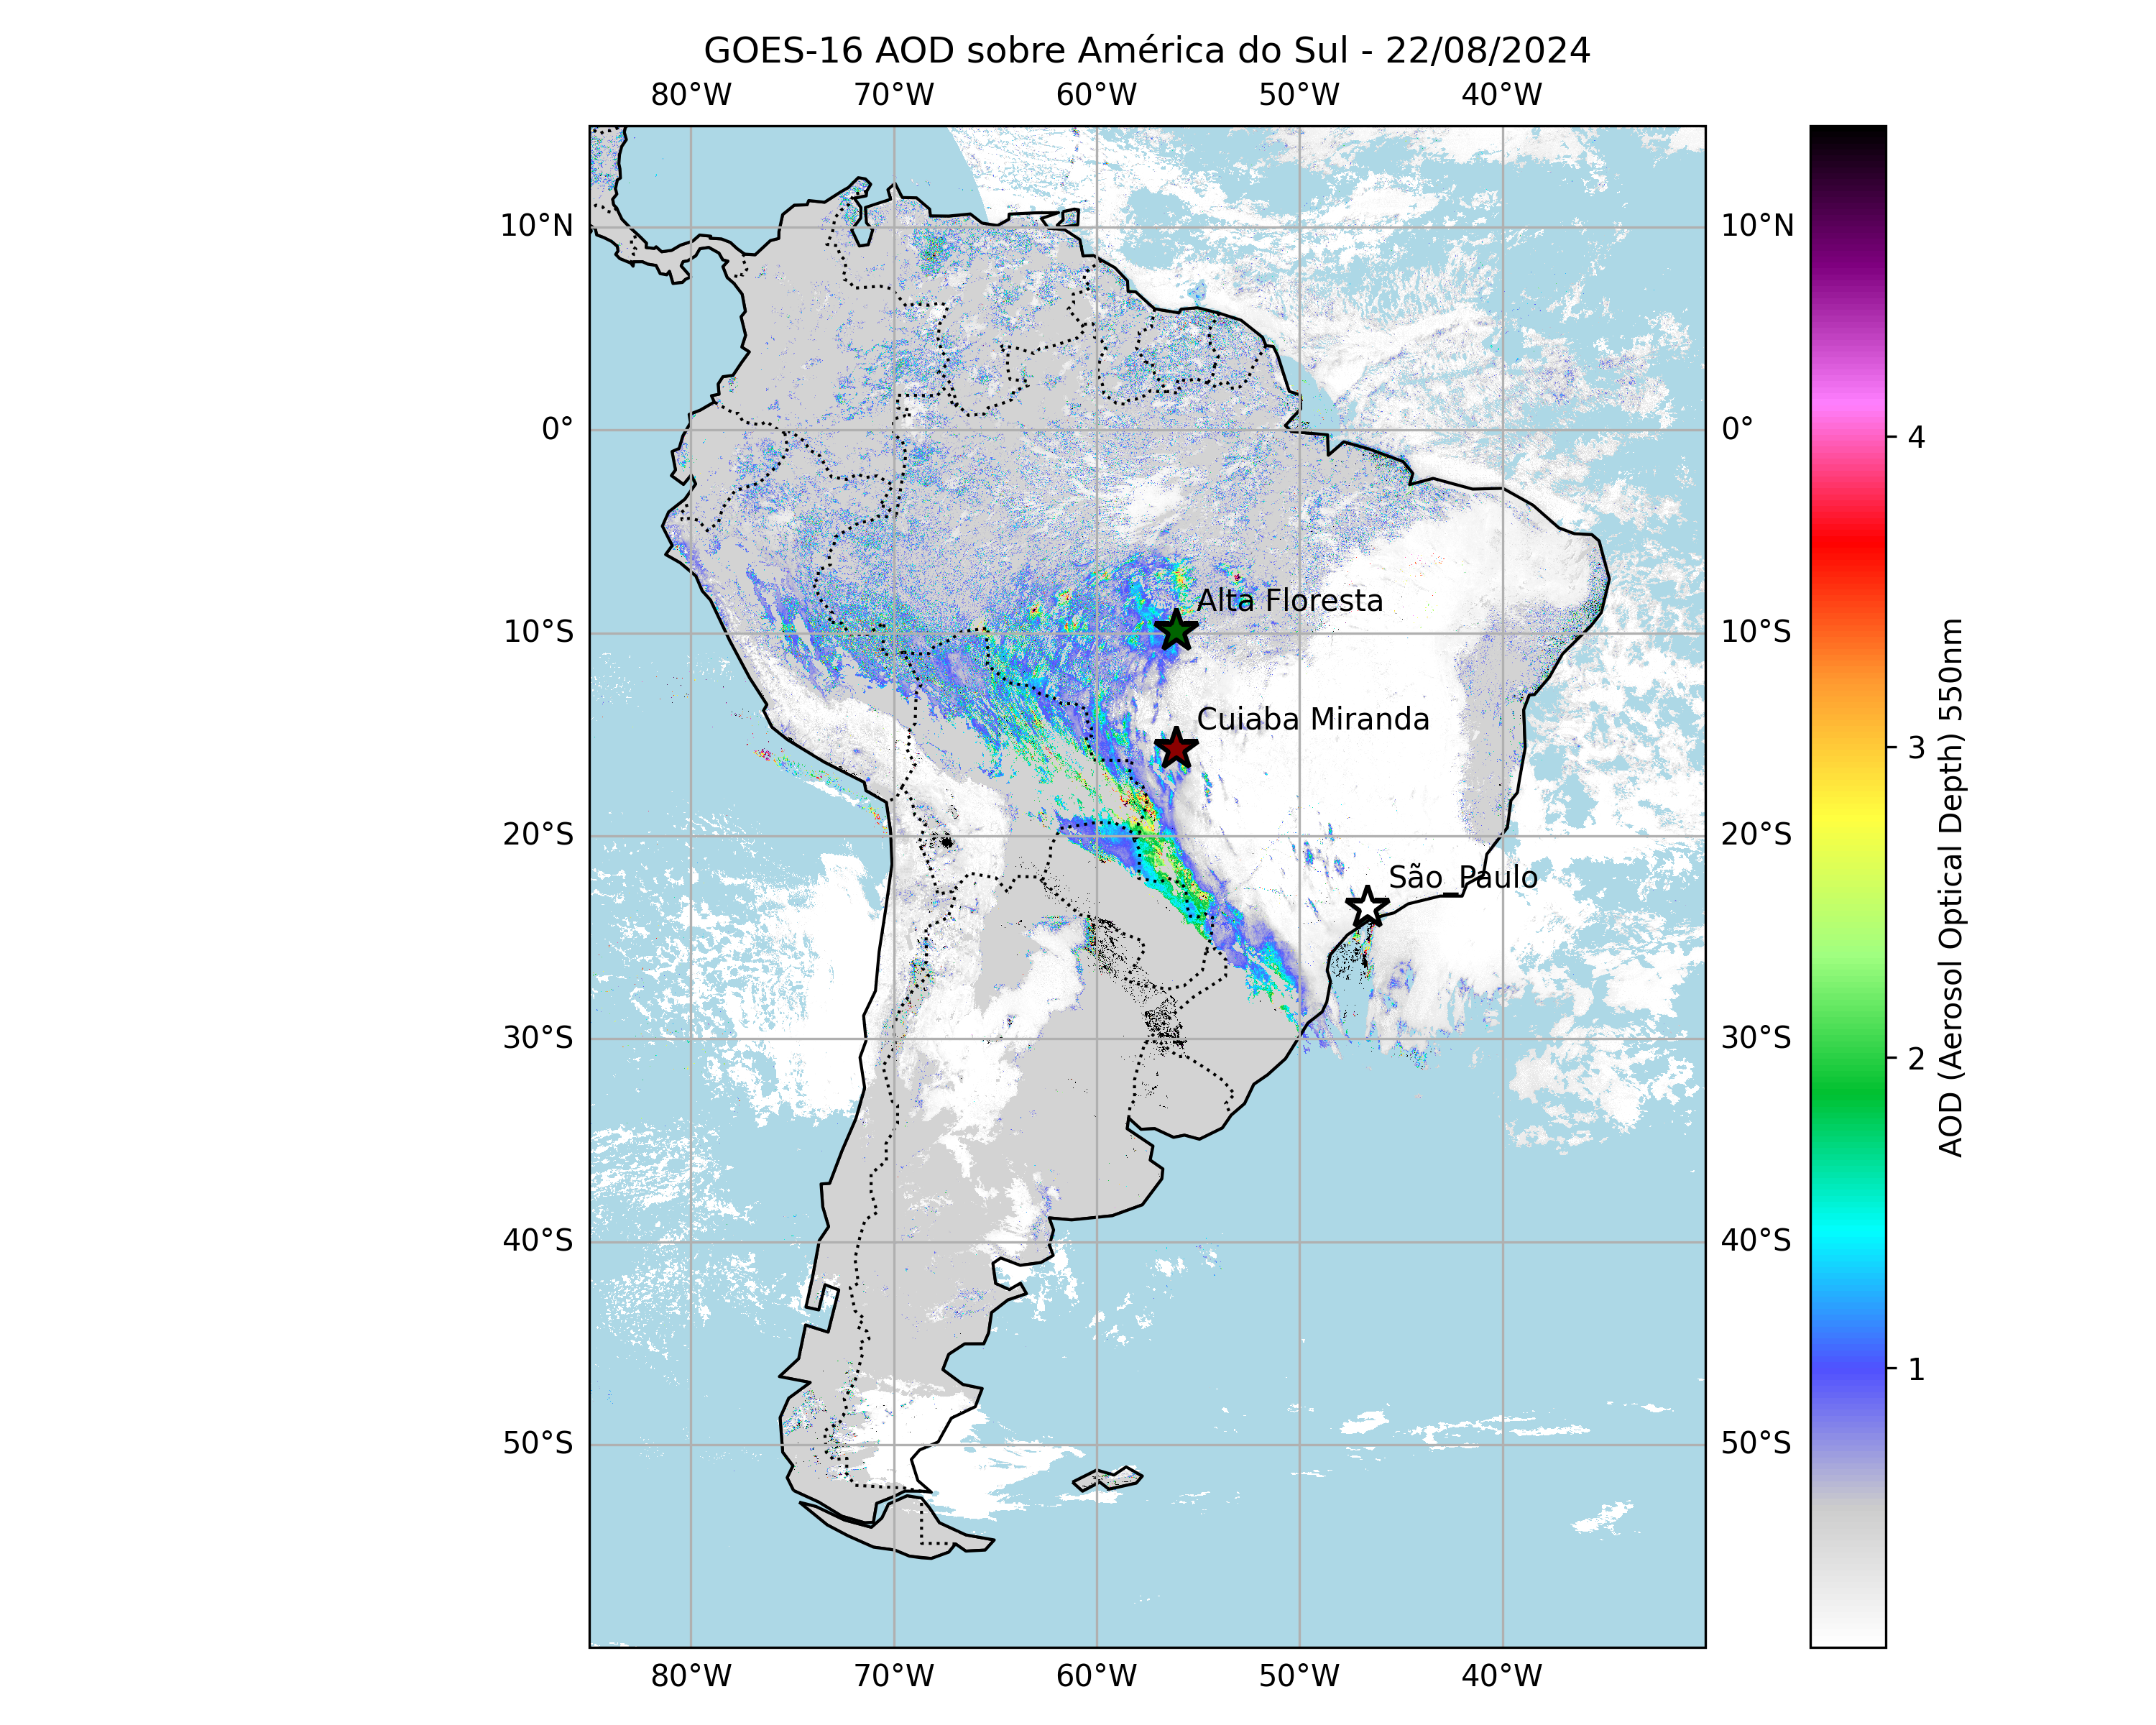 GOES-16 AOD sobre América do Sul - 22/08/2024
80°W 70°W 60°W 50°W 40°W
10°N 10°N
0° 0°
Alta Floresta
10°S 10°S
Cuiaba Miranda
20°S 20°S
São Paulo
30°S 30°S
40°S 40°S
50°S 50°S
80°W 70°W 60°W 50°W 40°W
4
3
2
1
AOD (Aerosol Optical Depth) 550nm